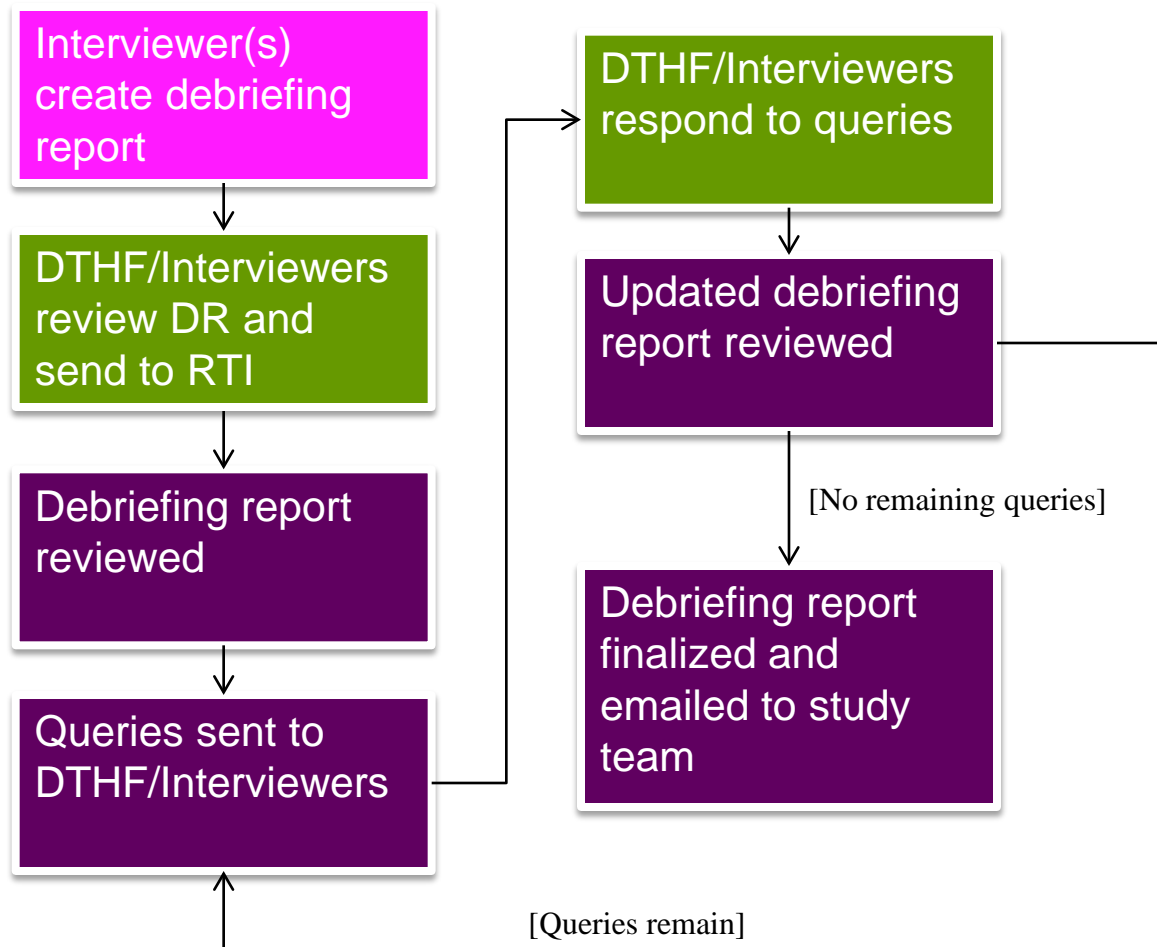 Interviewer(s)
create debriefing
report
DTHF/Interviewers
review DR and
send to RTI
Debriefing report
reviewed
Queries sent to
DTHF/Interviewers
DTHF/Interviewers
respond to queries
Updated debriefing
report reviewed
[No remaining queries]
Debriefing report
finalized and
emailed to study
team
[Queries remain]